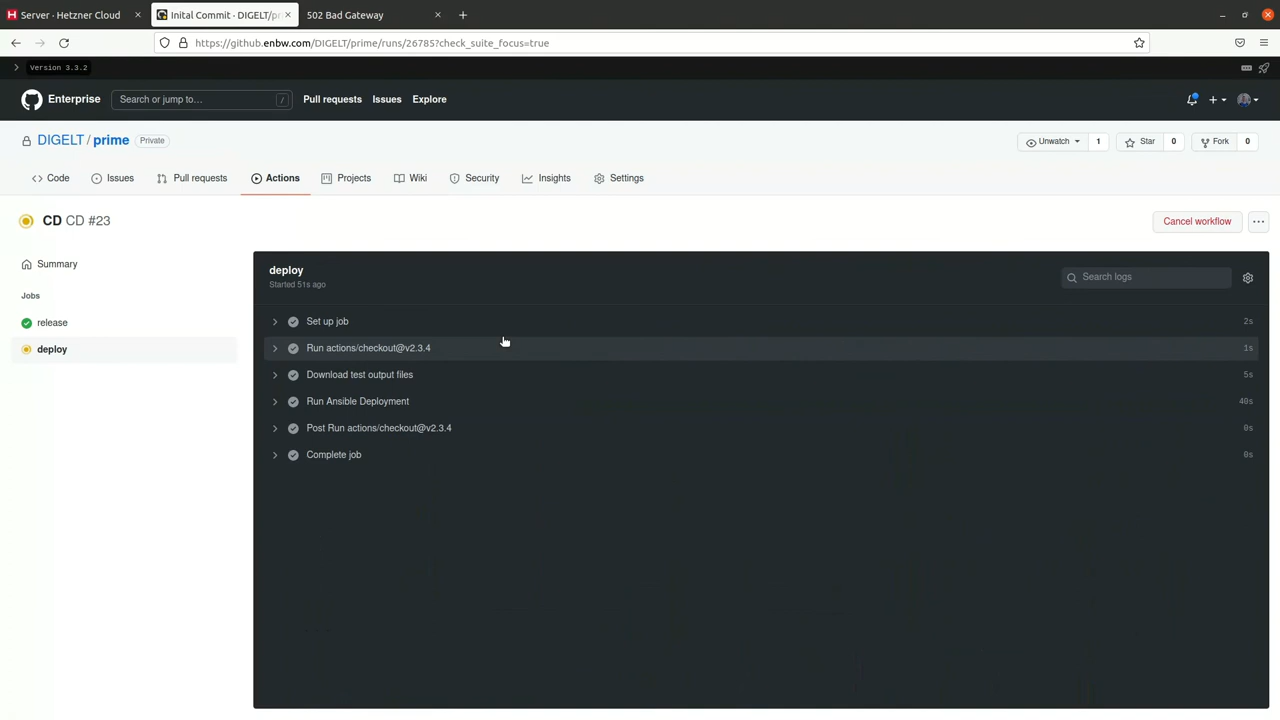 Server · Hetzner Cloud
Inital Commit · DIGELT/pr
502 Bad Gateway
https://github.enbw.com/DIGELT/prime/runs/26785?check_suite_focus=true
Version 3.3.2
Enterprise
Search or jump to…
/
Pull requests
Issues
Explore
DIGELT / prime
Private
Unwatch
1
Star
0
Fork
0
Code
Issues
Pull requests
Actions
Projects
Wiki
Security
Insights
Settings
CD CD #23
Cancel workflow
Summary
Jobs
release
deploy
deploy
Started 51s ago
Search logs
Set up job 2s
Run actions/checkout@v2.3.4 1s
Download test output files 5s
Run Ansible Deployment 40s
Post Run actions/checkout@v2.3.4 0s
Complete job 0s